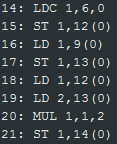 14: LDC 1,6,0
15: ST 1,12(0)
16: LD 1,9(0)
17: ST 1,13(0)
18: LD 1,12(0)
19: LD 2,13(0)
20: MUL 1,1,2
21: ST 1,14(0)